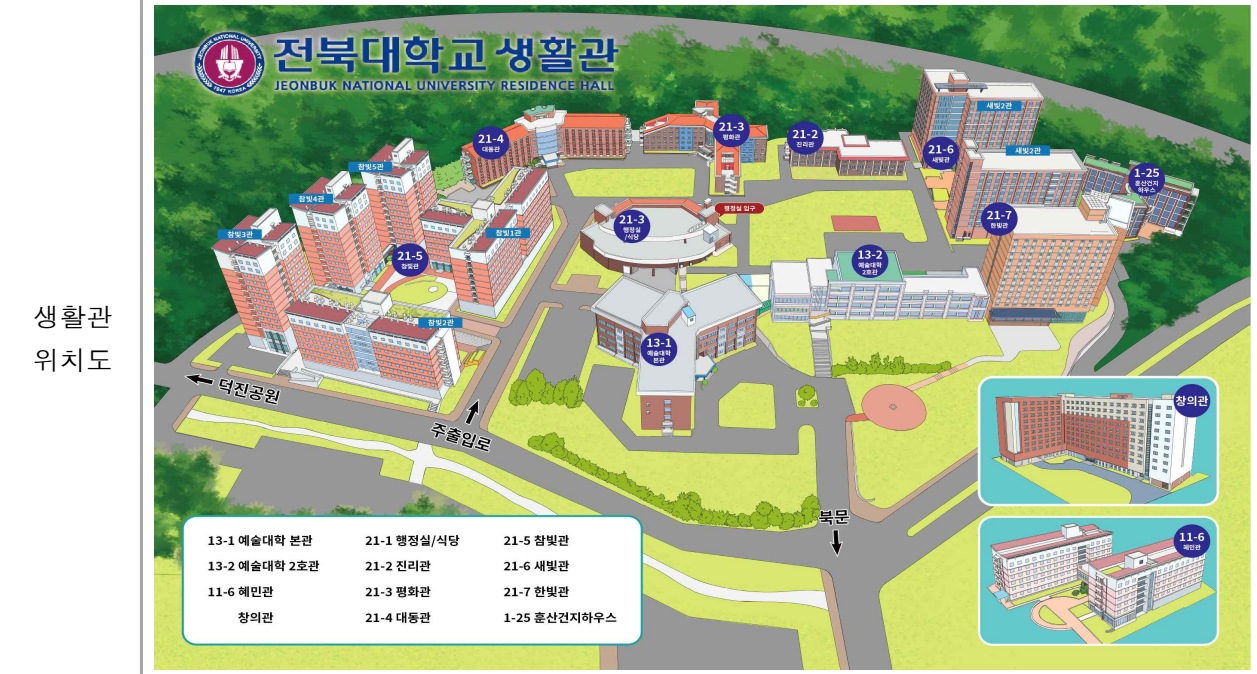 생활관
위치도
전북대학교생활관
JEONBUK NATIONAL UNIVERSITY RESIDENCE HALL
JEONBUK NATIONAL UNIVERSITY
1947 KOREA
새빛2관
21-3
평화관
21-2
진리관
21-4
대동관
21-6
새빛관
새빛2관
참빛5관
1-25
훈산건지
하우스
참빛4관
행정실 입구
21-3
행정실
/식당
21-7
한빛관
참빛3관
참빛1관
21-5
참빛관
13-2
예술대학
2호관
참빛2관
13-1
예술대학
본관
덕진공원
주출입로
창의관
북문
11-6
혜민관
13-1 예술대학 본관
13-2 예술대학 2호관
11-6 혜민관
창의관
21-1 행정실/식당
21-2 진리관
21-3 평화관
21-4 대동관
21-5 참빛관
21-6 새빛관
21-7 한빛관
1-25 훈산건지하우스